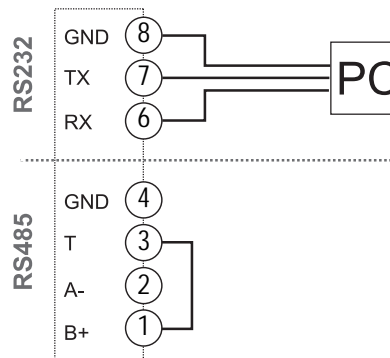 RS232
GND 8
TX 7
RX 6
PC
RS485
GND 4
T 3
A- 2
B+ 1